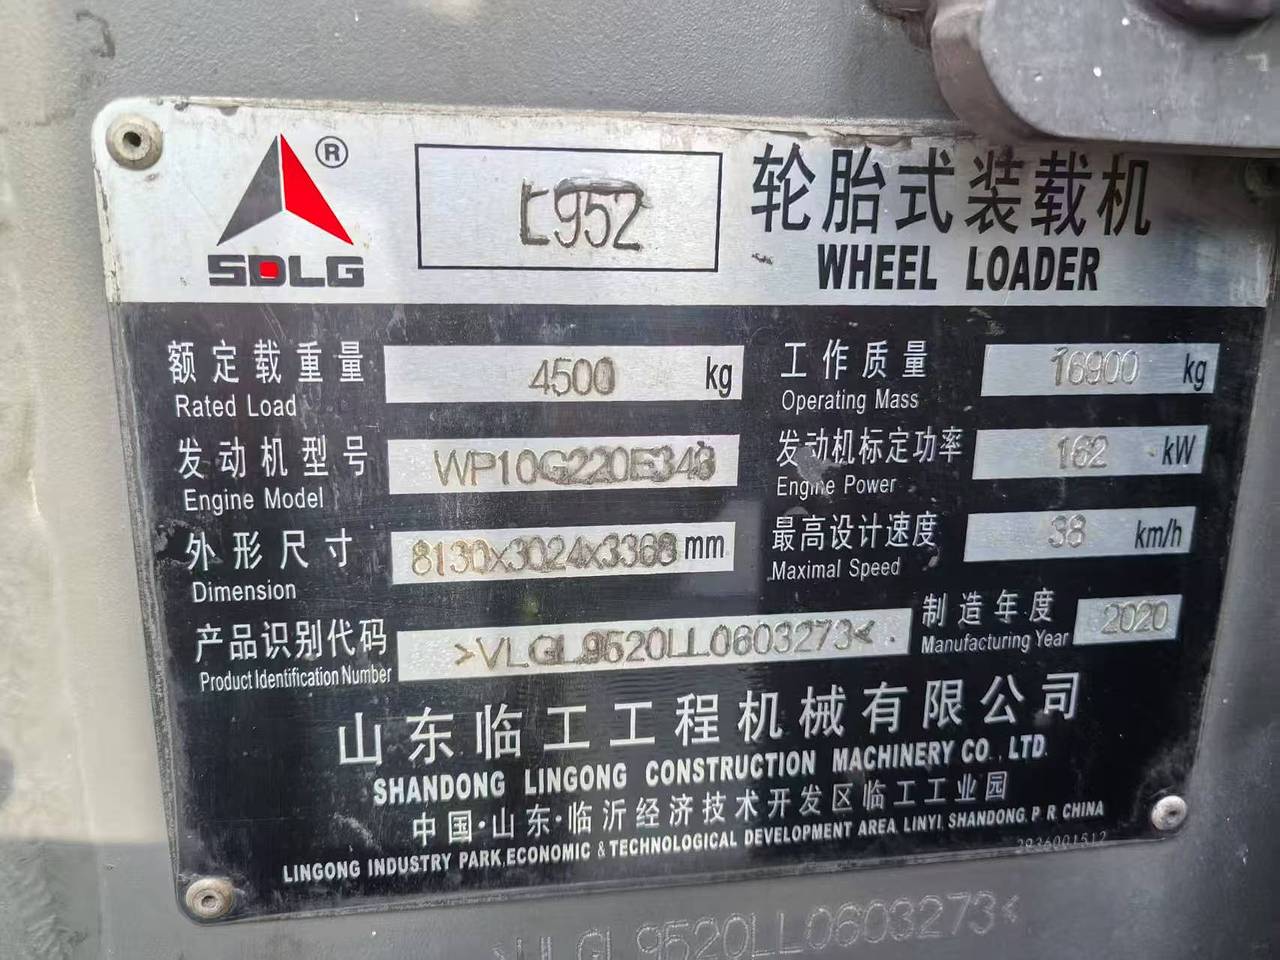 ®
SDLG
L952
轮胎式装载机
WHEEL LOADER
额定载重量 4500 kg
Rated Load
工作质量 16900 kg
Operating Mass
发动机型号 WP10G220E343
Engine Model
发动机标定功率 162 kW
Engine Power
外形尺寸 8130x3024x3368 mm
Dimension
最高设计速度 38 km/h
Maximal Speed
产品识别代码 >VLGL9520LL0603273<
Product Identification Number
制造年度 2020
Manufacturing Year
山东临工工程机械有限公司
SHANDONG LINGONG CONSTRUCTION MACHINERY CO., LTD.
中国·山东·临沂经济技术开发区临工工业园
LINGONG INDUSTRY PARK, ECONOMIC & TECHNOLOGICAL DEVELOPMENT AREA LINYI, SHANDONG. P. R. CHINA
2936001512
>VLGL9520LL0603273<